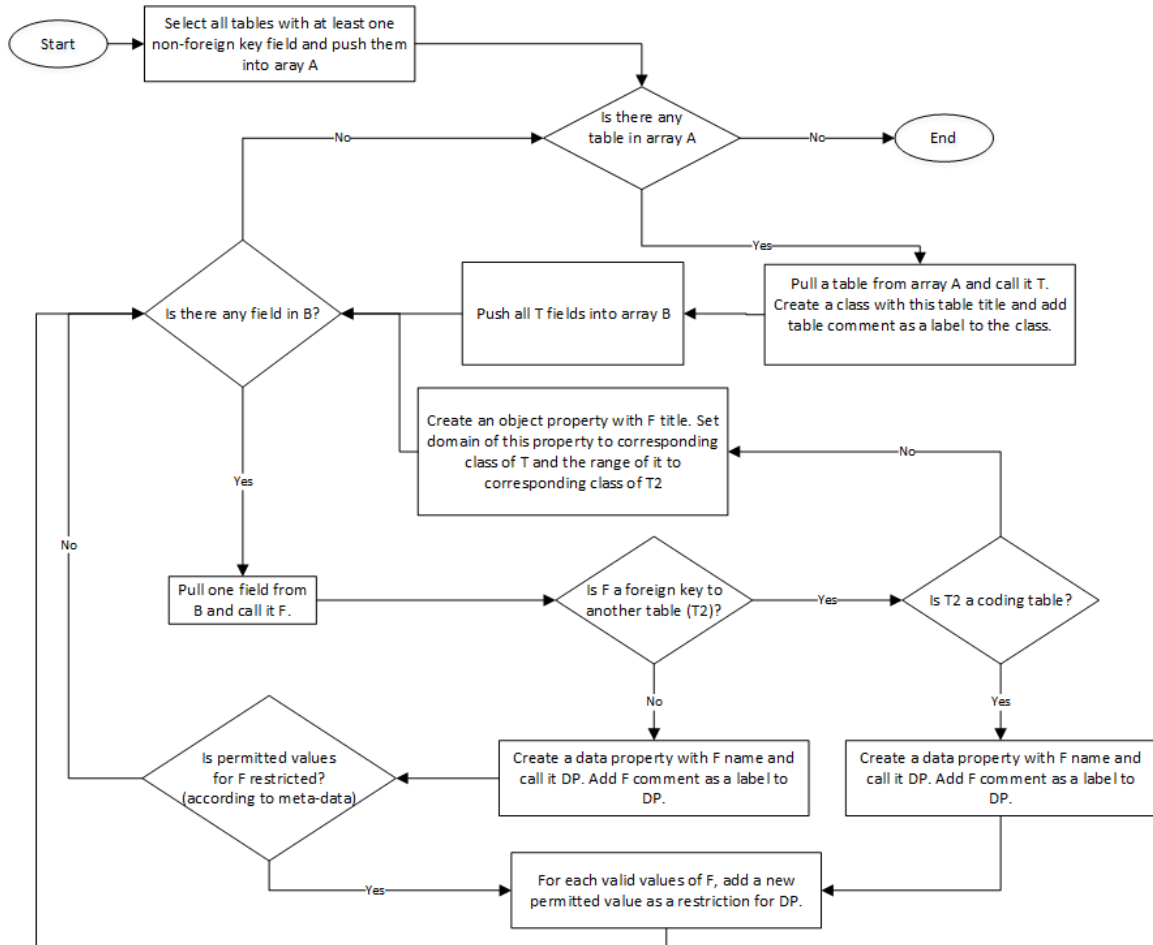 Start
Select all tables with at least one
non-foreign key field and push them
into aray A
Is there any
table in array A
No
No
End
Yes
Pull a table from array A and call it T.
Create a class with this table title and add
table comment as a label to the class.
Push all T fields into array B
Is there any field in B?
Create an object property with F title. Set
domain of this property to corresponding
class of T and the range of it to
corresponding class of T2
No
Yes
No
Pull one field from
B and call it F.
Is F a foreign key to
another table (T2)?
Yes
Is T2 a coding table?
No
Yes
Is permitted values
for F restricted?
(according to meta-data)
Create a data property with F name and
call it DP. Add F comment as a label to
DP.
Create a data property with F name and
call it DP. Add F comment as a label to
DP.
Yes
For each valid values of F, add a new
permitted value as a restriction for DP.